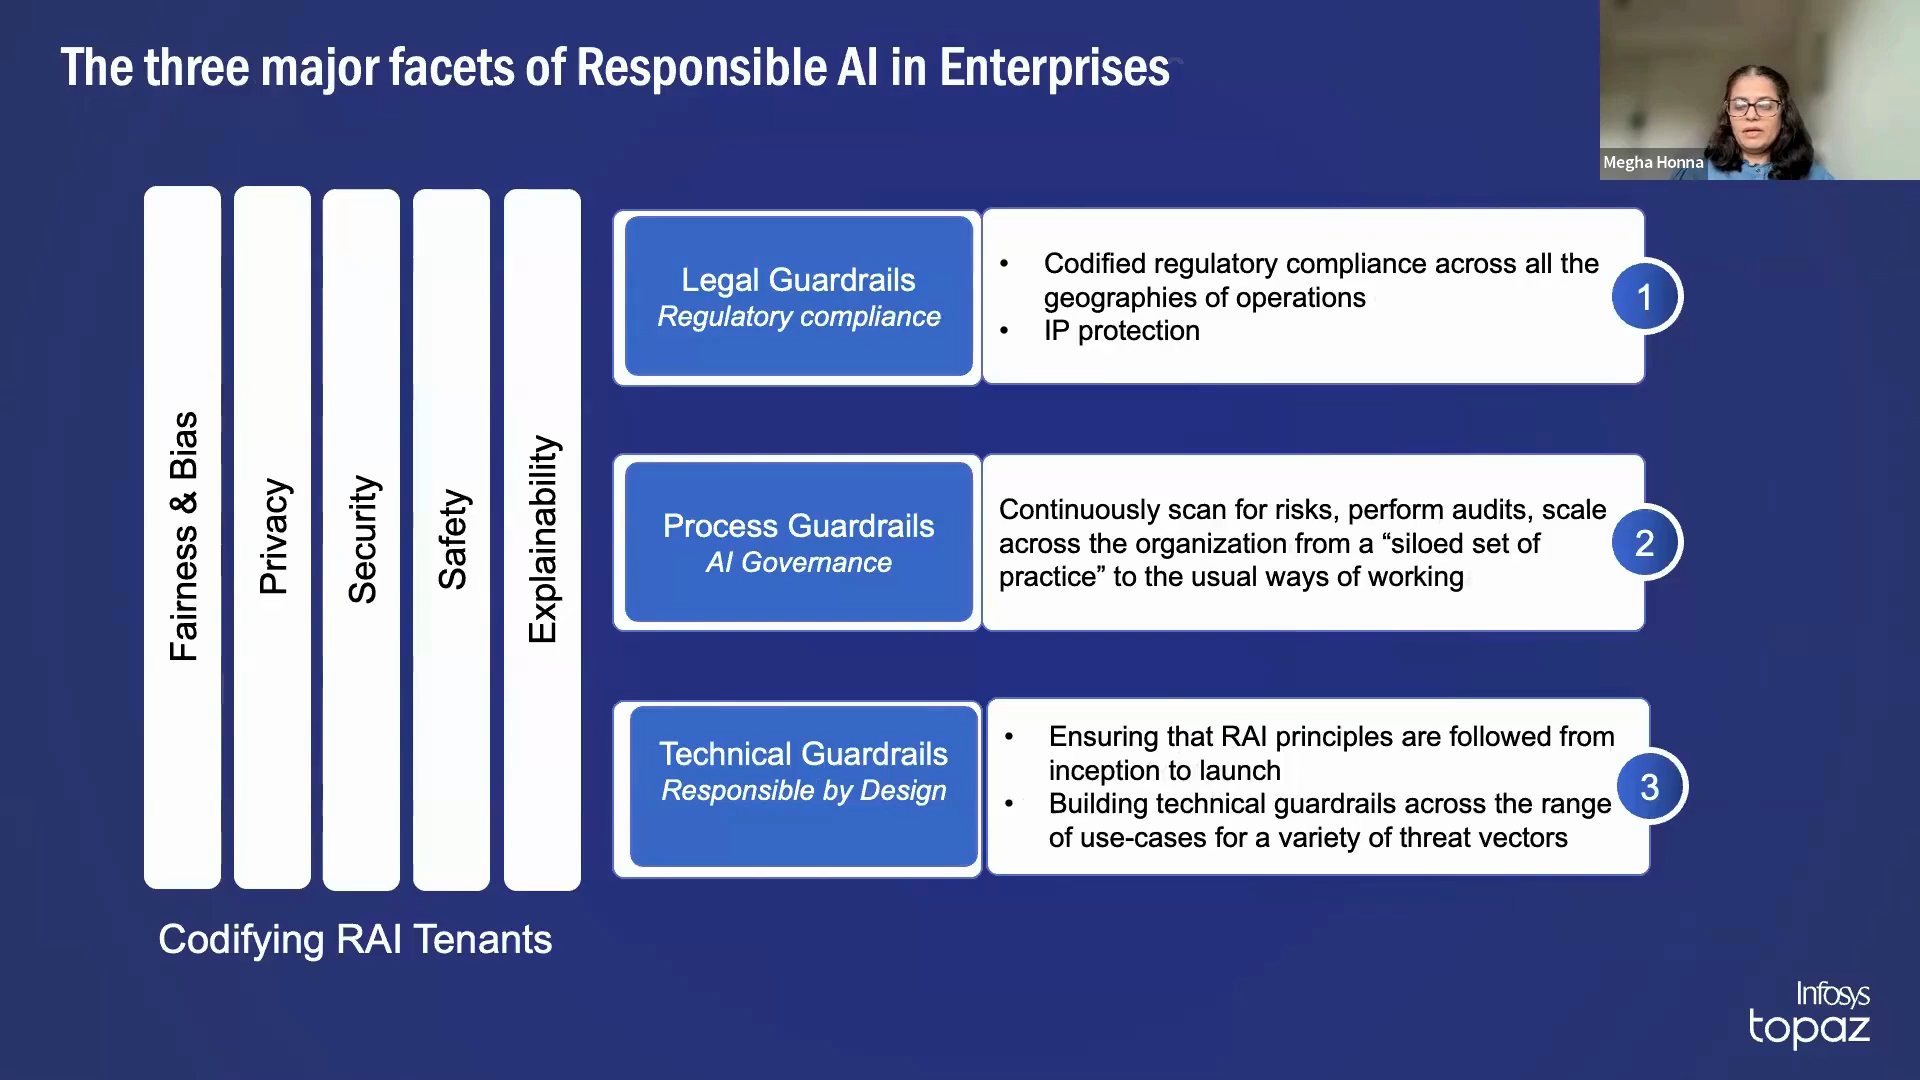 The three major facets of Responsible AI in Enterprises
Megha Honna
Fairness & Bias
Privacy
Security
Safety
Explainability
Codifying RAI Tenants
Legal Guardrails
Regulatory compliance
• Codified regulatory compliance across all the
geographies of operations
• IP protection
1
Process Guardrails
AI Governance
Continuously scan for risks, perform audits, scale
across the organization from a “siloed set of
practice” to the usual ways of working
2
Technical Guardrails
Responsible by Design
• Ensuring that RAI principles are followed from
inception to launch
• Building technical guardrails across the range
of use-cases for a variety of threat vectors
3
Infosys
topaz